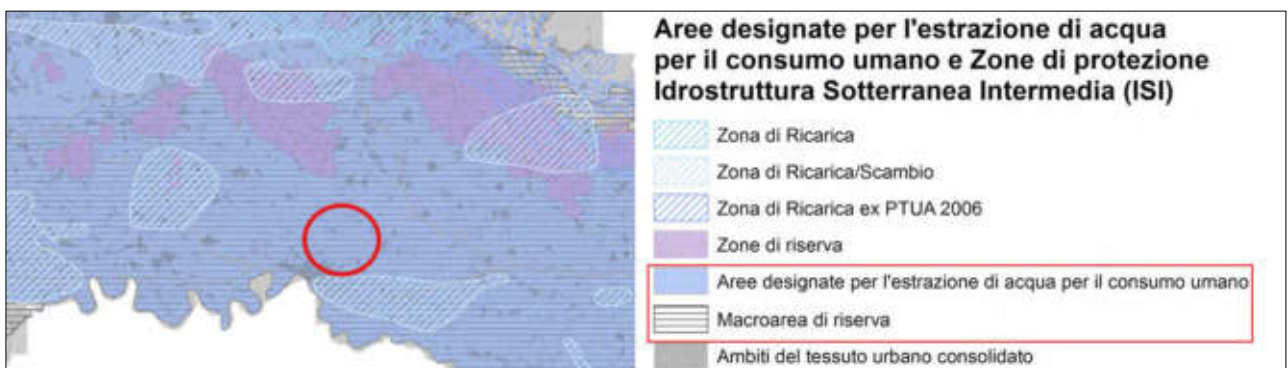 Aree designate per l'estrazione di acqua
per il consumo umano e Zone di protezione
Idrostruttura Sotterranea Intermedia (ISI)
Zona di Ricarica
Zona di Ricarica/Scambio
Zona di Ricarica ex PTUA 2006
Zone di riserva
Aree designate per l'estrazione di acqua per il consumo umano
Macroarea di riserva
Ambiti del tessuto urbano consolidato